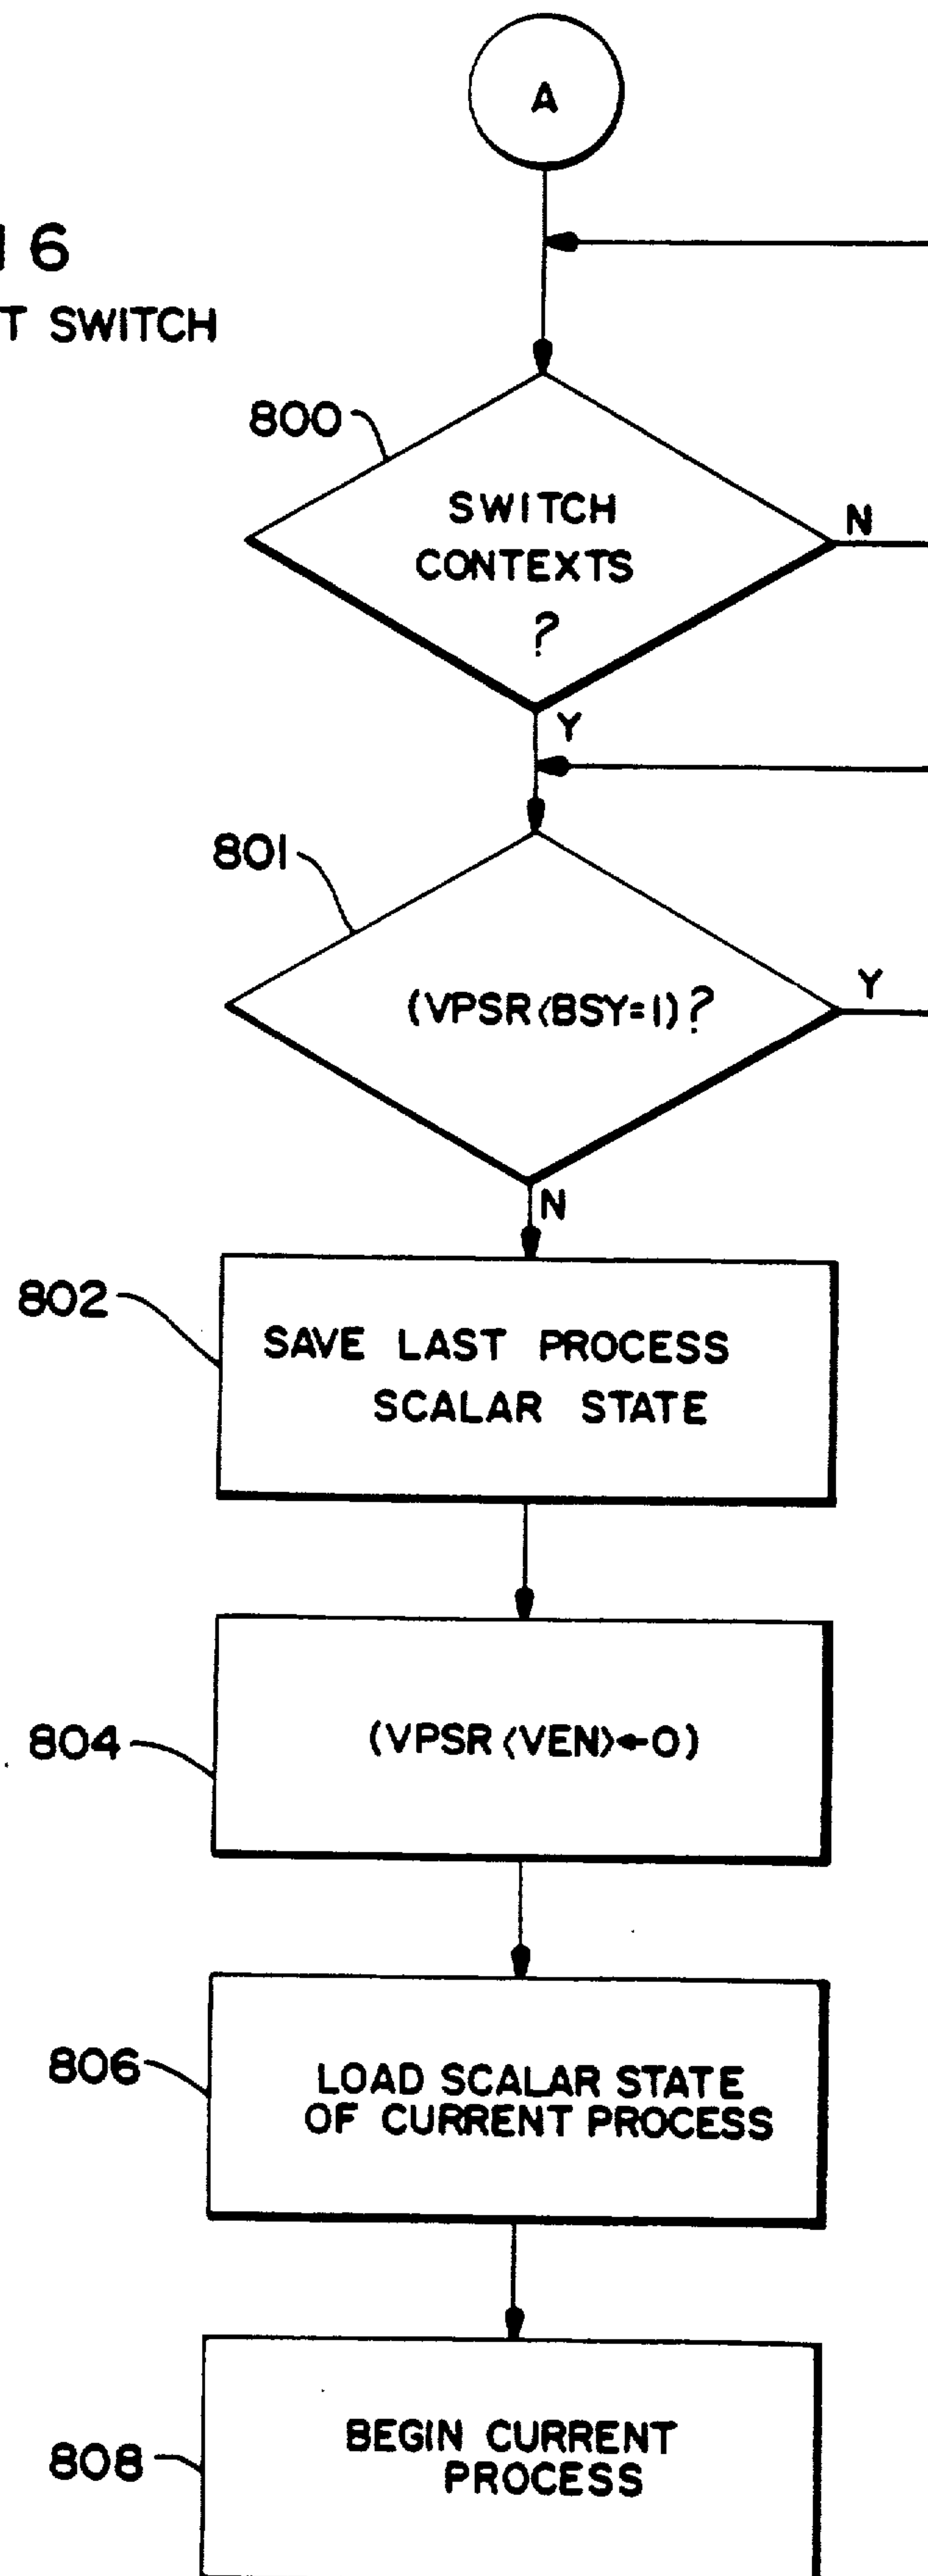 A
16
T SWITCH
800
SWITCH
CONTEXTS
?
N
Y
801
(VPSR<BSY=1)?
Y
N
802
SAVE LAST PROCESS
SCALAR STATE
804
(VPSR<VEN>←0)
806
LOAD SCALAR STATE
OF CURRENT PROCESS
808
BEGIN CURRENT
PROCESS